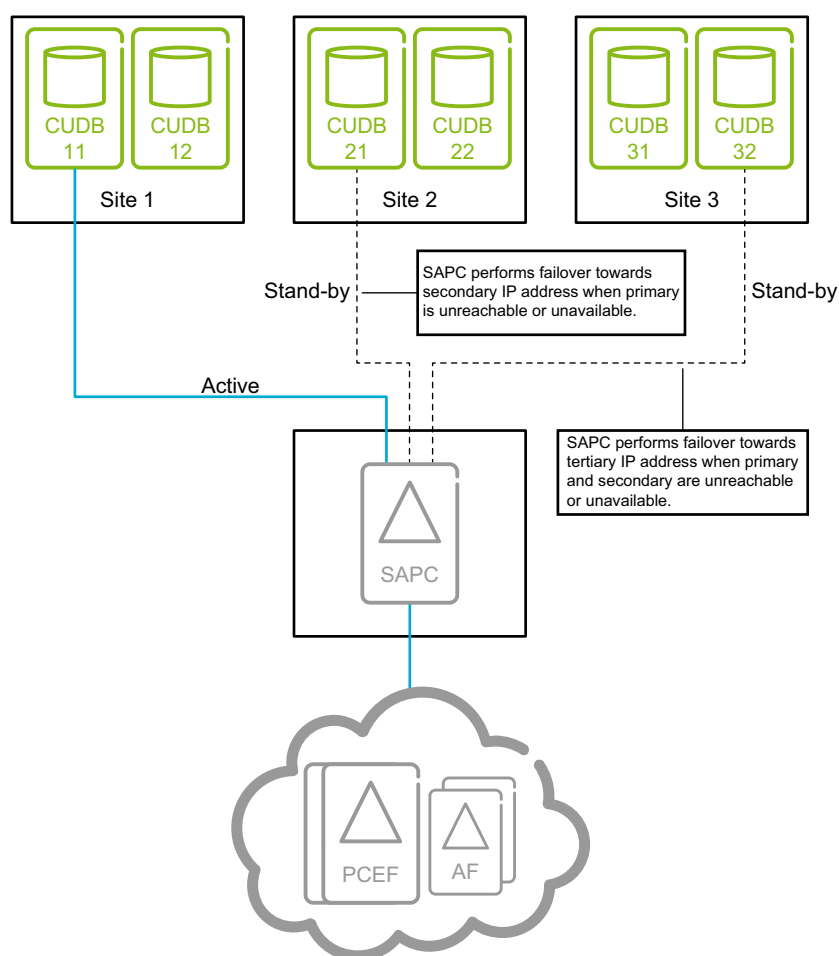 CUDB
11
CUDB
12
Site 1
CUDB
21
CUDB
22
Site 2
CUDB
31
CUDB
32
Site 3
Stand-by
SAPC performs failover towards
secondary IP address when primary
is unreachable or unavailable.
Stand-by
Active
SAPC performs failover towards
tertiary IP address when primary
and secondary are unreachable
or unavailable.
SAPC
PCEF
AF